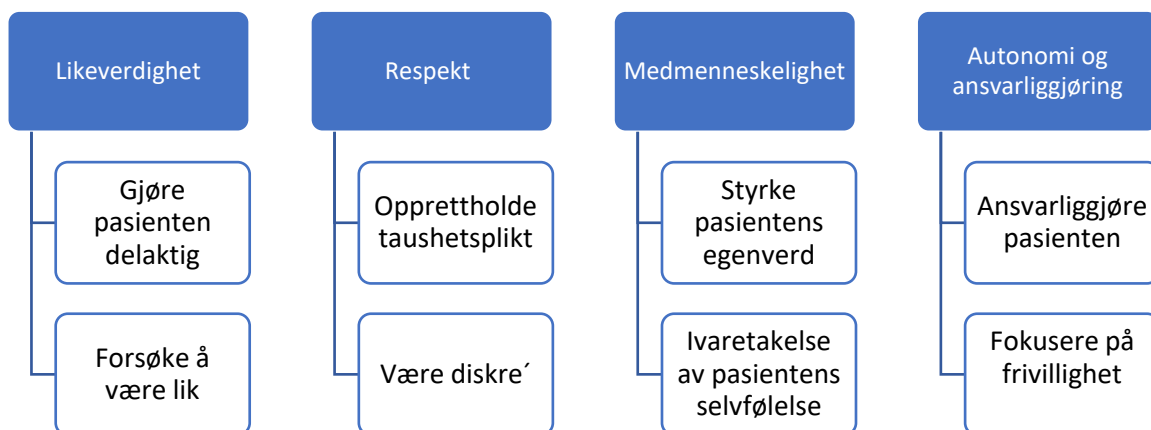 Likeverdighet
Gjøre
pasienten
delaktig
Forsøke å
være lik
Respekt
Opprettholde
taushetsplikt
Være diskre´
Medmenneskelighet
Styrke
pasientens
egenverd
Ivaretakelse
av pasientens
selvfølelse
Autonomi og
ansvarliggjøring
Ansvarliggjøre
pasienten
Fokusere på
frivillighet